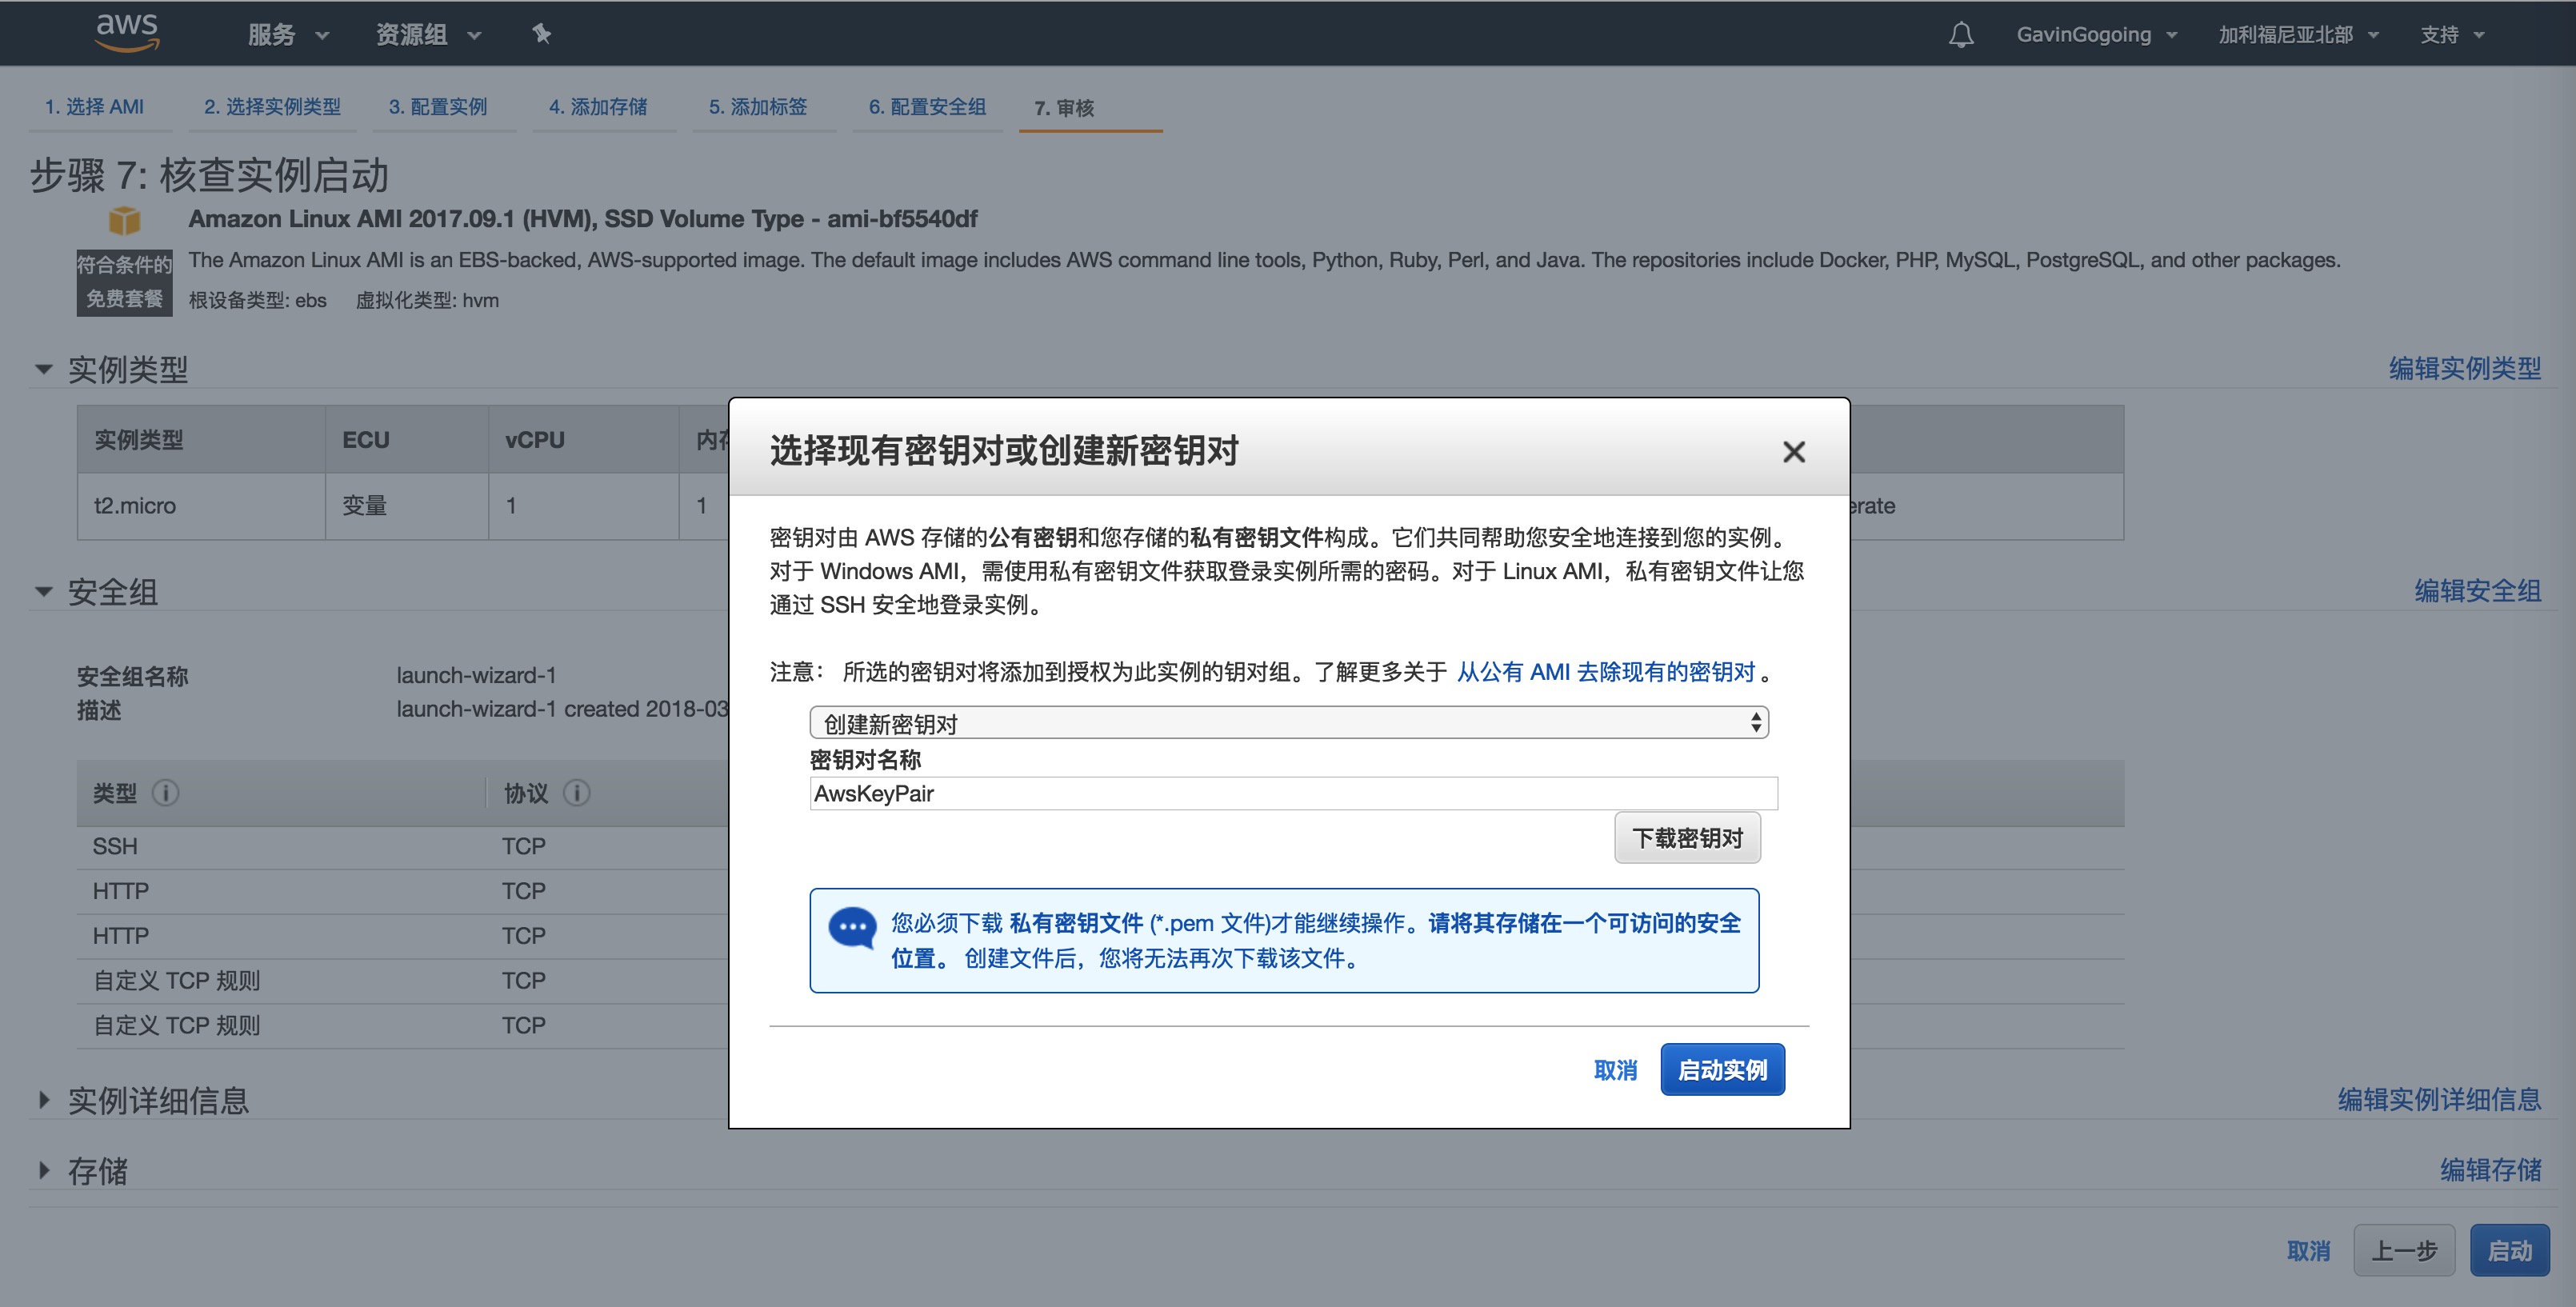 aws
服务
资源组
GavinGogoing
加利福尼亚北部
支持
1. 选择 AMI
2. 选择实例类型
3. 配置实例
4. 添加存储
5. 添加标签
6. 配置安全组
7. 审核
步骤 7: 核查实例启动
Amazon Linux AMI 2017.09.1 (HVM), SSD Volume Type - ami-bf5540df
符合条件的
免费套餐
The Amazon Linux AMI is an EBS-backed, AWS-supported image. The default image includes AWS command line tools, Python, Ruby, Perl, and Java. The repositories include Docker, PHP, MySQL, PostgreSQL, and other packages.
根设备类型: ebs 虚拟化类型: hvm
实例类型
编辑实例类型
实例类型 ECU vCPU 内存
t2.micro 变量 1 1
erate
安全组
编辑安全组
安全组名称 launch-wizard-1
描述 launch-wizard-1 created 2018-03
类型 协议
SSH TCP
HTTP TCP
HTTP TCP
自定义 TCP 规则 TCP
自定义 TCP 规则 TCP
实例详细信息
编辑实例详细信息
存储
编辑存储
取消
上一步
启动
选择现有密钥对或创建新密钥对
密钥对由 AWS 存储的公有密钥和您存储的私有密钥文件构成。它们共同帮助您安全地连接到您的实例。
对于 Windows AMI，需使用私有密钥文件获取登录实例所需的密码。对于 Linux AMI，私有密钥文件让您
通过 SSH 安全地登录实例。
注意： 所选的密钥对将添加到授权为此实例的钥对组。了解更多关于 从公有 AMI 去除现有的密钥对 。
创建新密钥对
密钥对名称
AwsKeyPair
下载密钥对
您必须下载 私有密钥文件 (*.pem 文件)才能继续操作。请将其存储在一个可访问的安全
位置。 创建文件后，您将无法再次下载该文件。
取消
启动实例